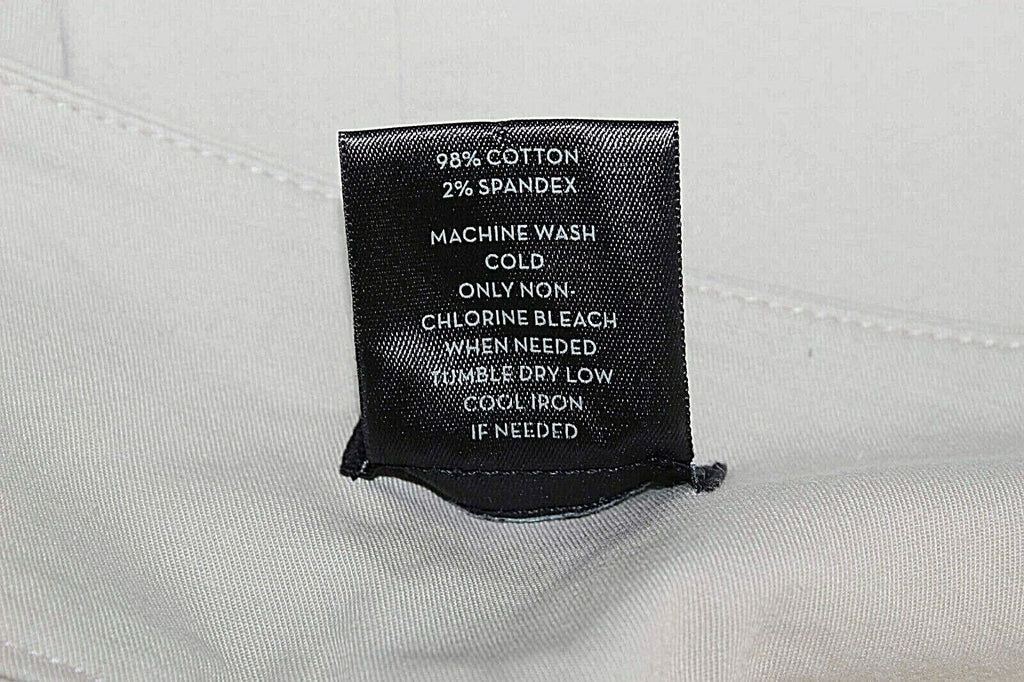 98% COTTON
2% SPANDEX
MACHINE WASH
COLD
ONLY NON-
CHLORINE BLEACH
WHEN NEEDED
TUMBLE DRY LOW
COOL IRON
IF NEEDED